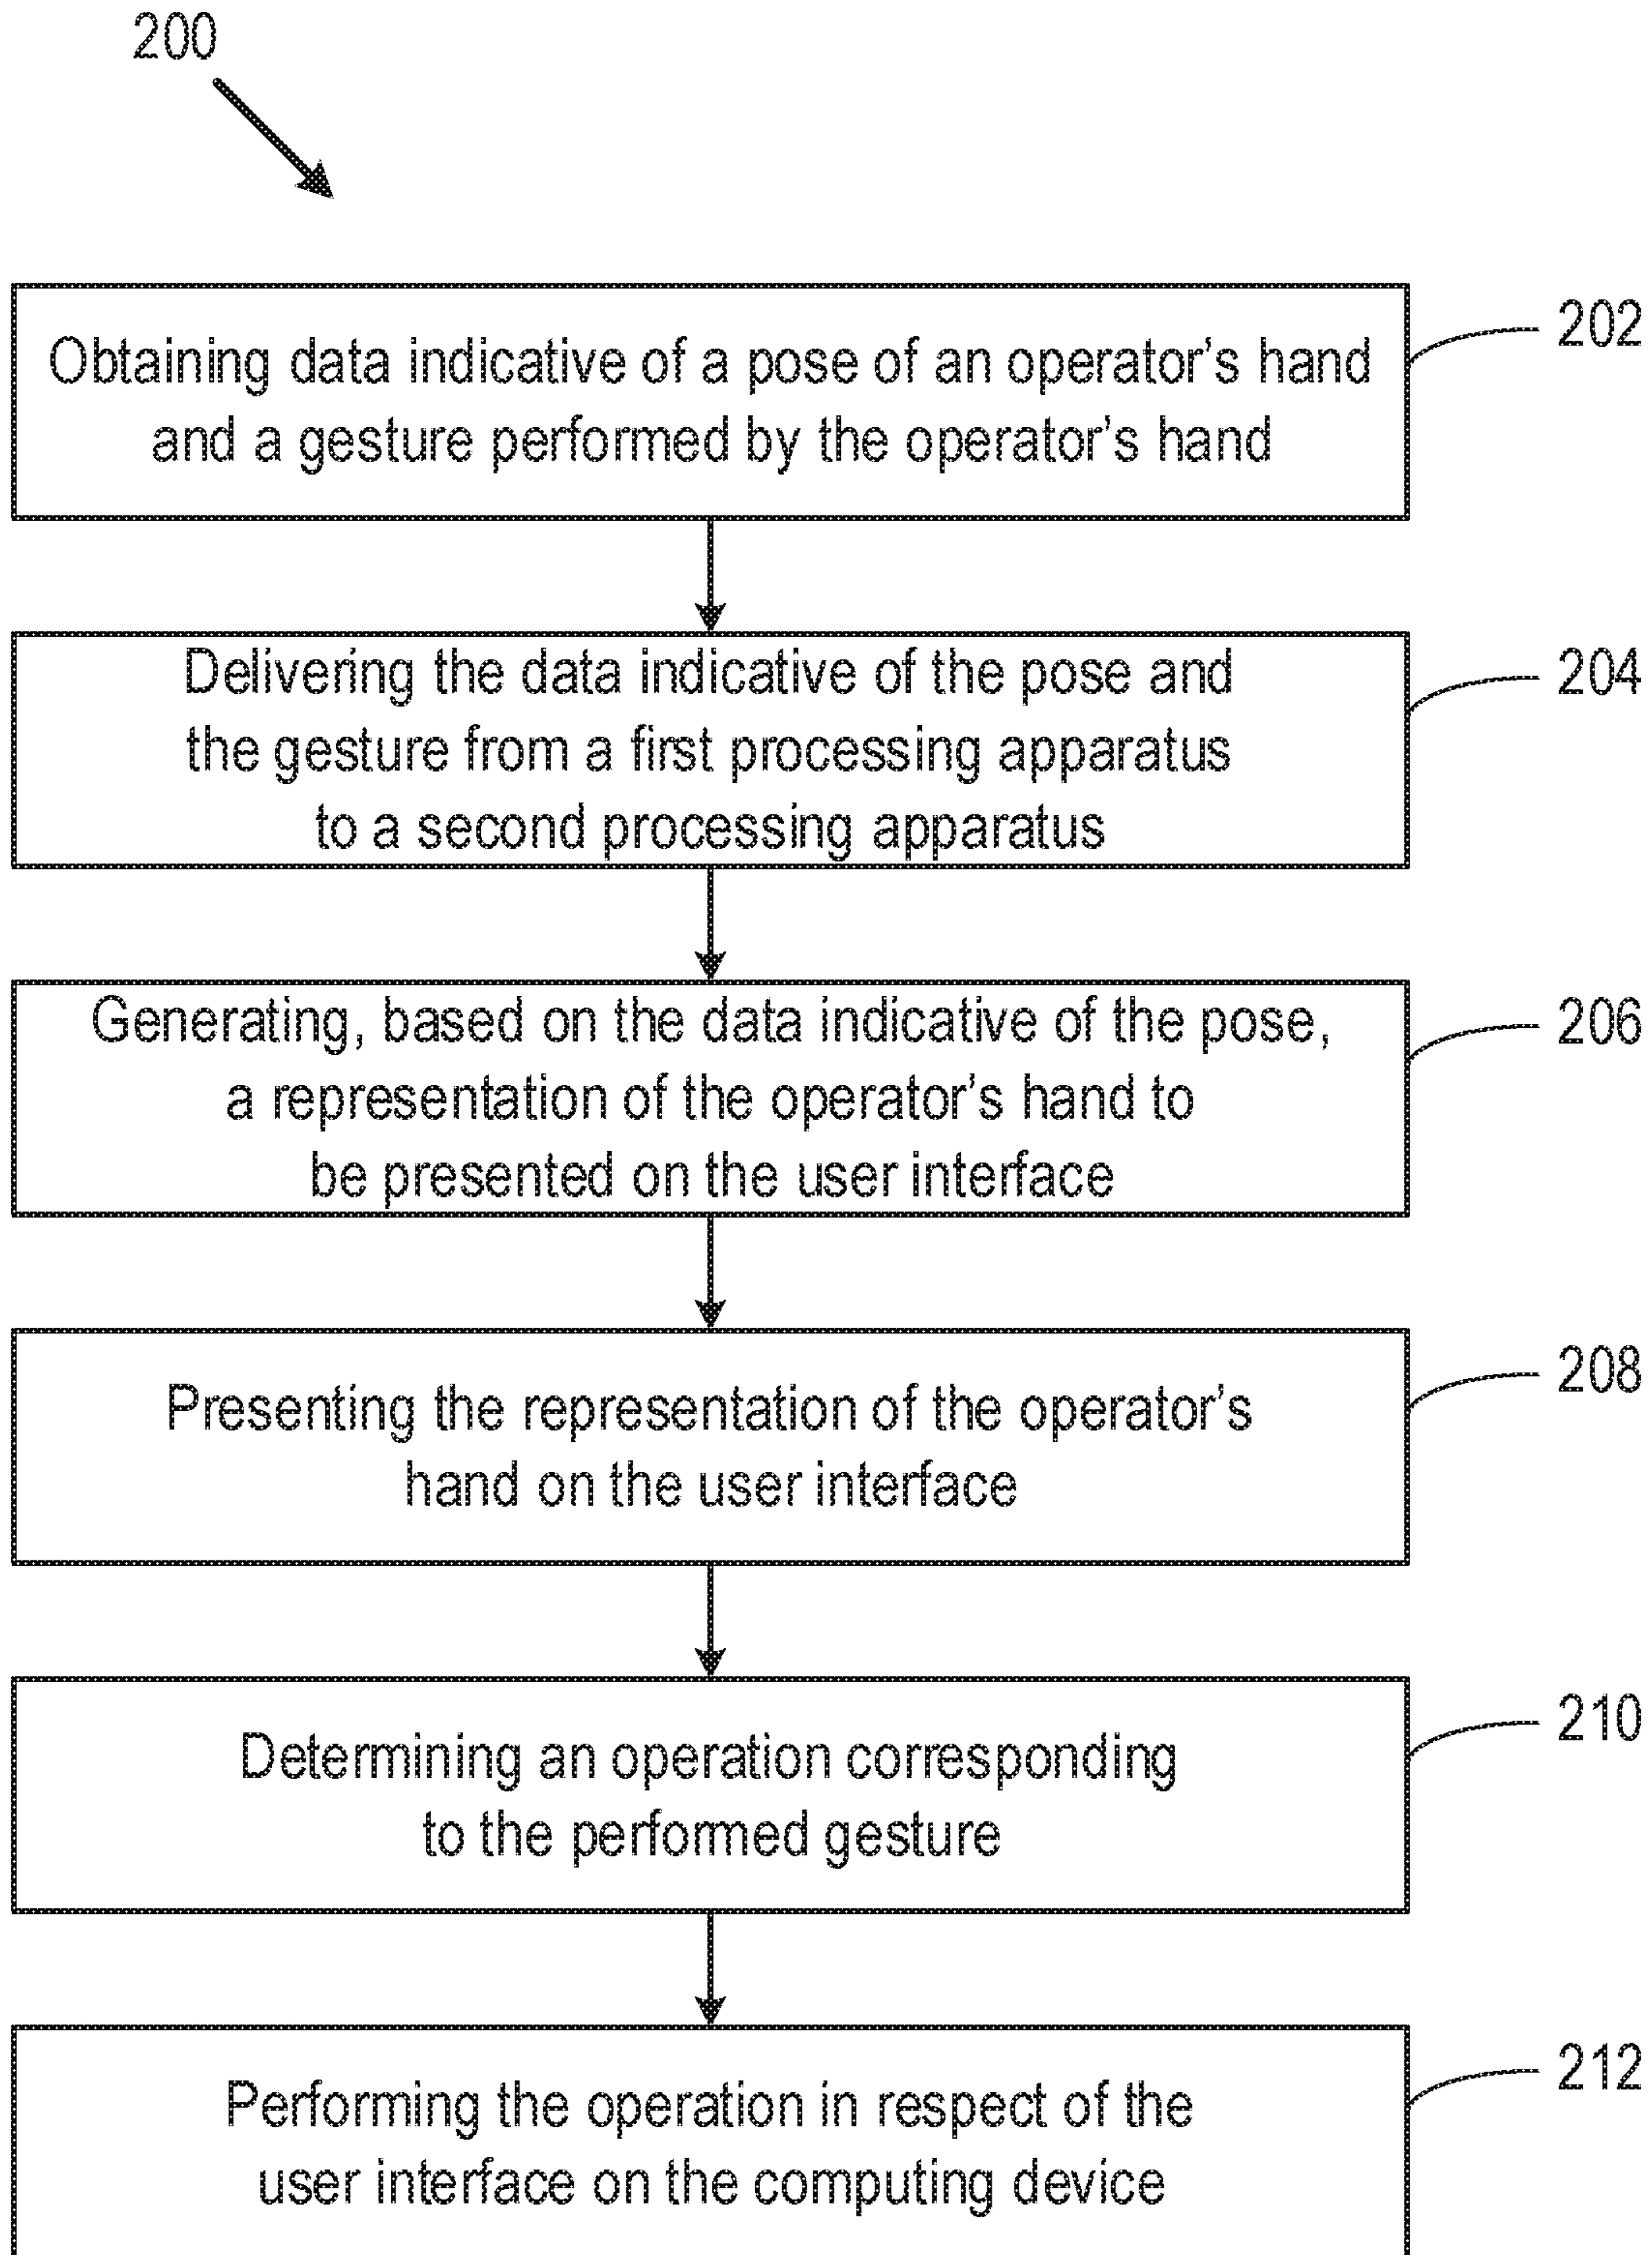 200
Obtaining data indicative of a pose of an operator's hand
and a gesture performed by the operator's hand
202
Delivering the data indicative of the pose and
the gesture from a first processing apparatus
to a second processing apparatus
204
Generating, based on the data indicative of the pose,
a representation of the operator's hand to
be presented on the user interface
206
Presenting the representation of the operator's
hand on the user interface
208
Determining an operation corresponding
to the performed gesture
210
Performing the operation in respect of the
user interface on the computing device
212